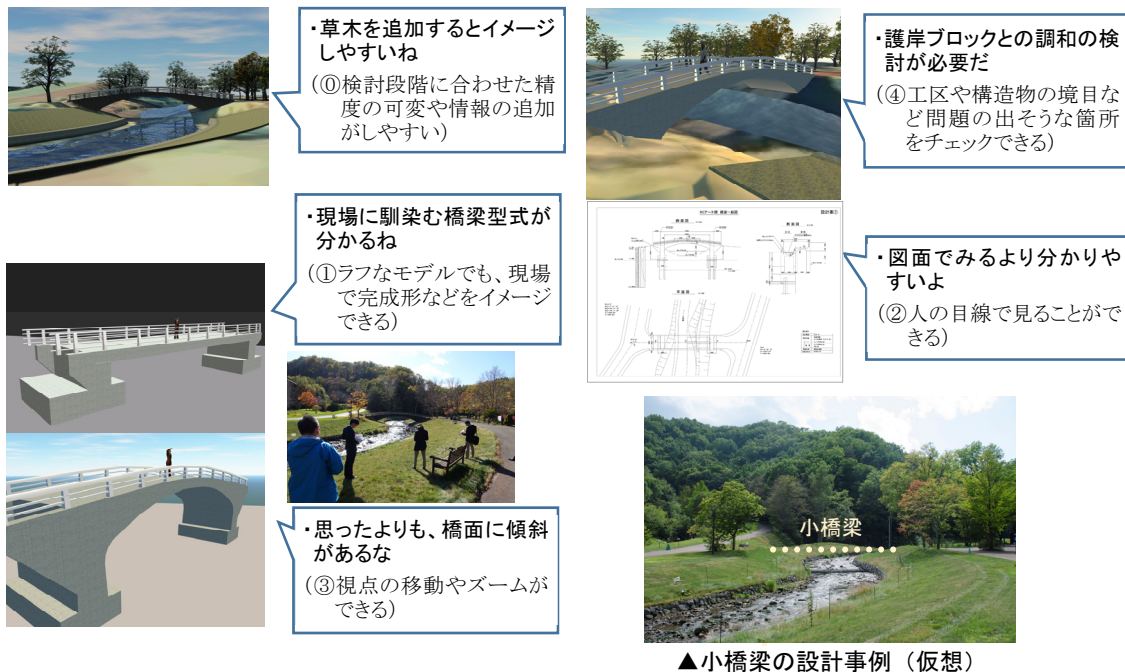 ・草木を追加するとイメージ
しやすいね
(⓪検討段階に合わせた精
度の可変や情報の追加
がしやすい)
・護岸ブロックとの調和の検
討が必要だ
(④工区や構造物の境目な
ど問題の出そうな箇所
をチェックできる)
・現場に馴染む橋梁型式が
分かるね
(①ラフなモデルでも、現場
で完成形などをイメージ
できる)
・図面でみるより分かりや
すいよ
(②人の目線で見ることがで
きる)
・思ったよりも、橋面に傾斜
があるな
(③視点の移動やズームが
できる)
小橋梁
▲小橋梁の設計事例（仮想）